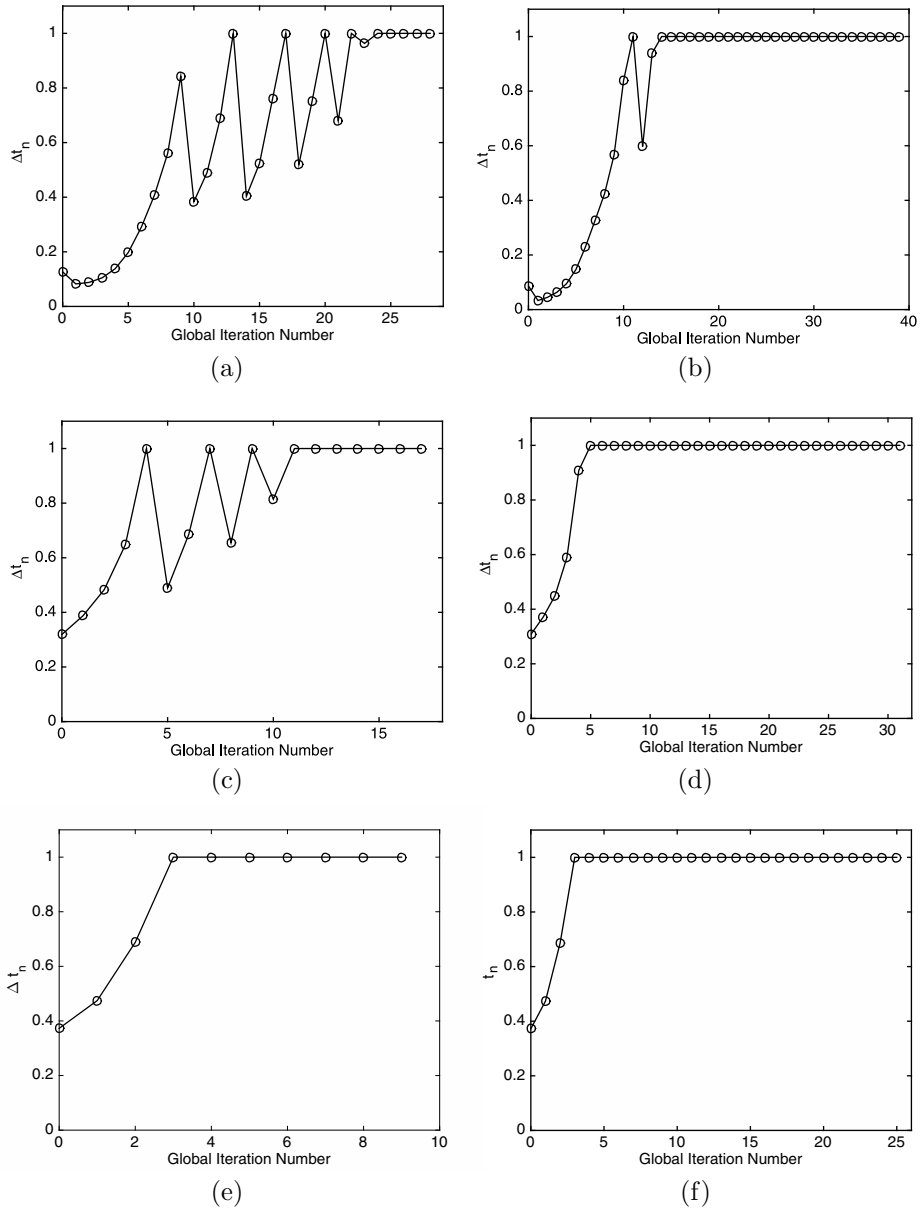 1
0.8
0.6
0.4
0.2
0
Δt_n
0 5 10 15 20 25
Global Iteration Number
(a)
1
0.8
0.6
0.4
0.2
0
Δt_n
0 10 20 30 40
Global Iteration Number
(b)
1
0.8
0.6
0.4
0.2
0
Δt_n
0 5 10 15
Global Iteration Number
(c)
1
0.8
0.6
0.4
0.2
0
Δt_n
0 5 10 15 20 25 30
Global Iteration Number
(d)
1
0.8
0.6
0.4
0.2
0
Δ t_n
0 2 4 6 8 10
Global Iteration Number
(e)
1
0.8
0.6
0.4
0.2
0
t_n
0 5 10 15 20 25
Global Iteration Number
(f)